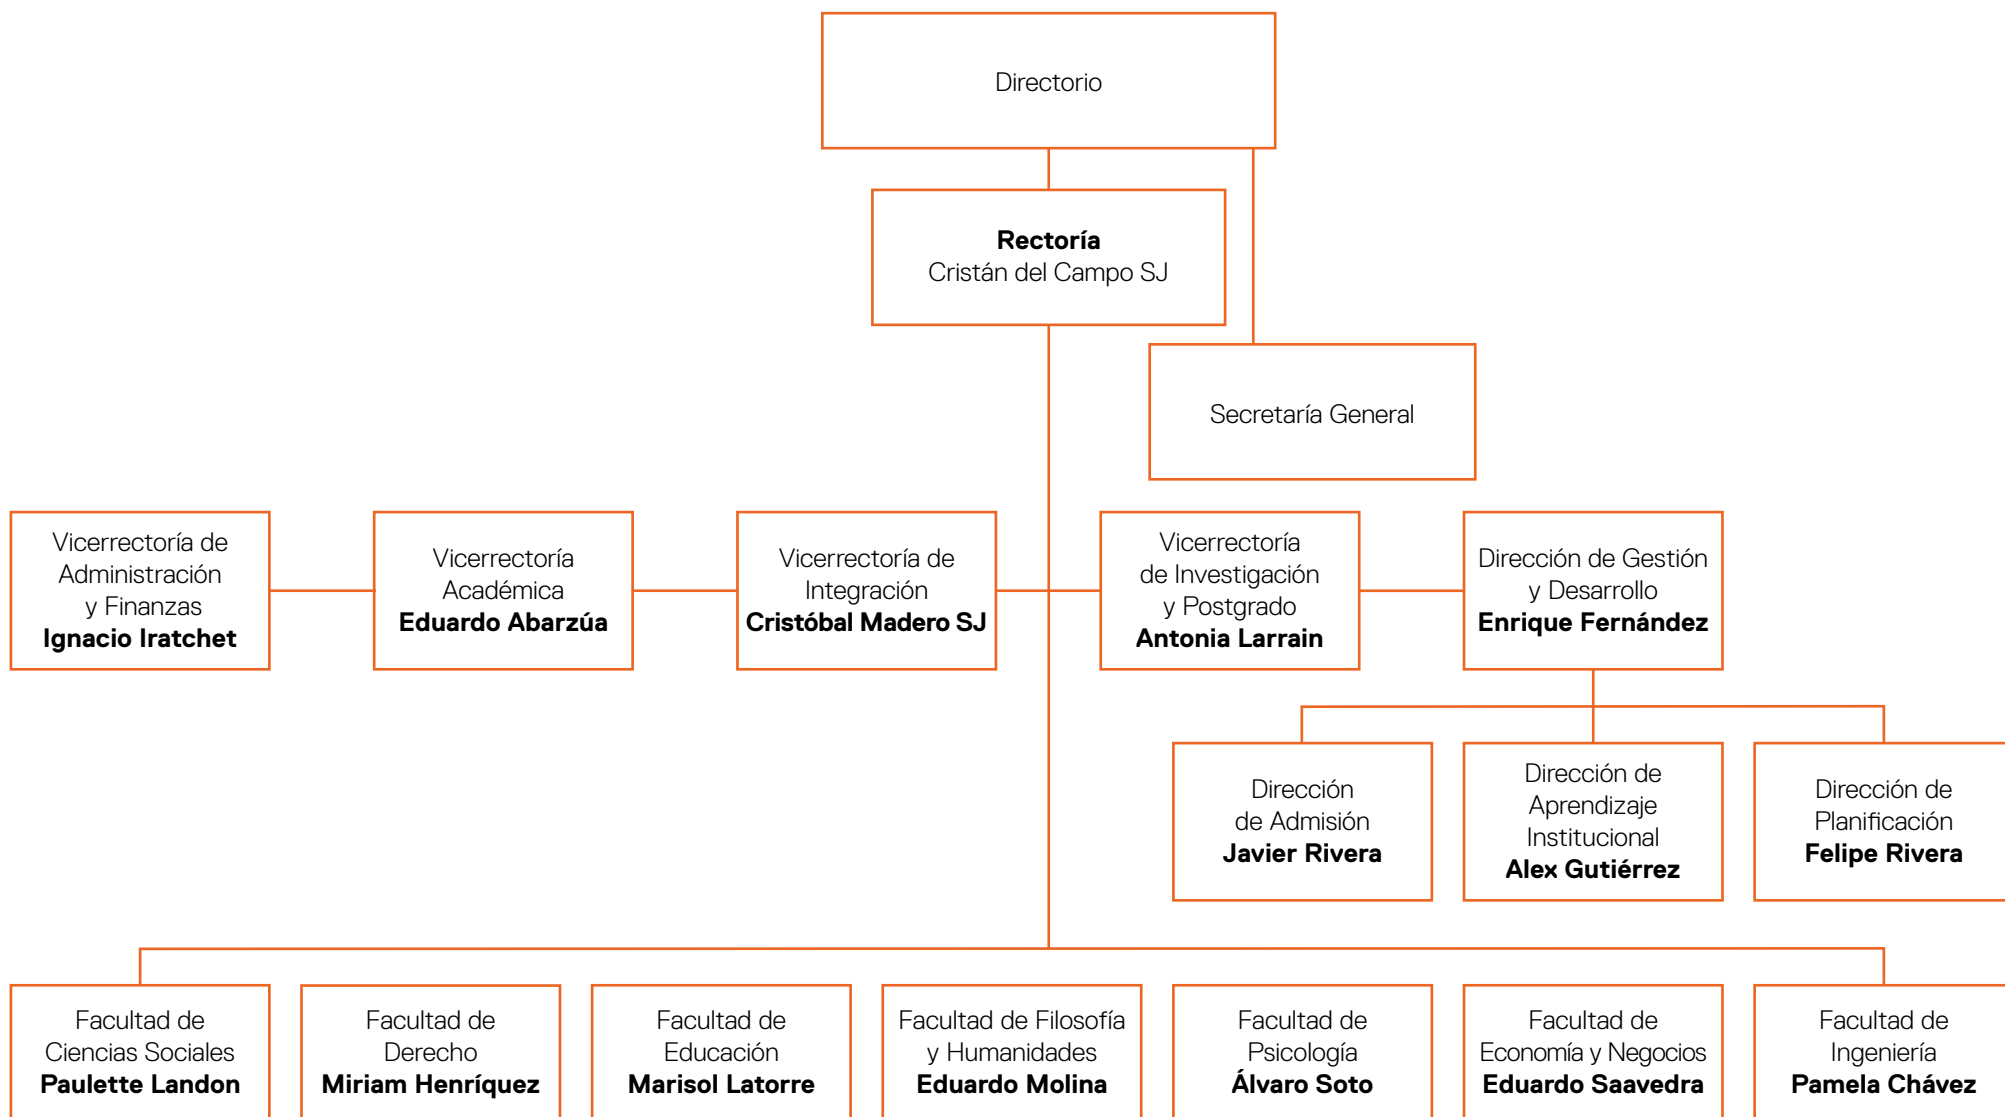 Directorio
Rectoría
Cristán del Campo SJ
Secretaría General
Vicerrectoría de
Administración
y Finanzas
Ignacio Iratchet
Vicerrectoría
Académica
Eduardo Abarzúa
Vicerrectoría de
Integración
Cristóbal Madero SJ
Vicerrectoría
de Investigación
y Postgrado
Antonia Larrain
Dirección de Gestión
y Desarrollo
Enrique Fernández
Dirección
de Admisión
Javier Rivera
Dirección de
Aprendizaje
Institucional
Alex Gutiérrez
Dirección de
Planificación
Felipe Rivera
Facultad de
Ciencias Sociales
Paulette Landon
Facultad de
Derecho
Miriam Henríquez
Facultad de
Educación
Marisol Latorre
Facultad de Filosofía
y Humanidades
Eduardo Molina
Facultad de
Psicología
Álvaro Soto
Facultad de
Economía y Negocios
Eduardo Saavedra
Facultad de
Ingeniería
Pamela Chávez